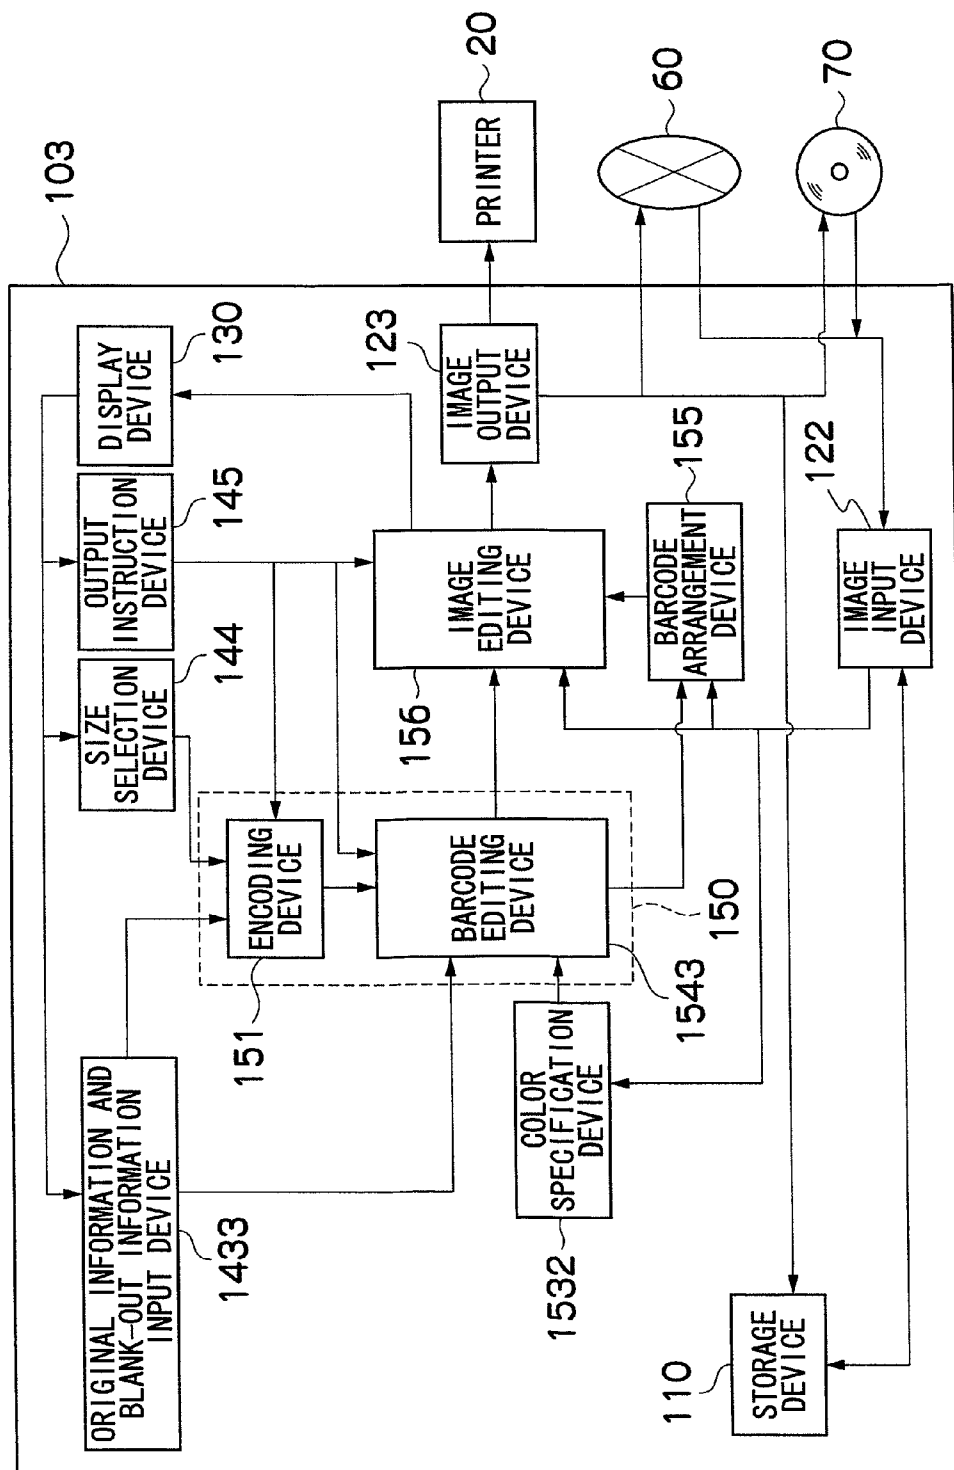 103
ORIGINAL INFORMATION AND
BLANK-OUT INFORMATION
INPUT DEVICE
1433
SIZE
SELECTION
DEVICE
144
OUTPUT
INSTRUCTION
DEVICE
145
DISPLAY
DEVICE
130
151
ENCODING
DEVICE
BARCODE
EDITING
DEVICE
1543
150
156
IMAGE
EDITING
DEVICE
123
IMAGE
OUTPUT
DEVICE
PRINTER
20
60
70
1532
COLOR
SPECIFICATION
DEVICE
BARCODE
ARRANGEMENT
DEVICE
155
122
IMAGE
INPUT
DEVICE
110
STORAGE
DEVICE